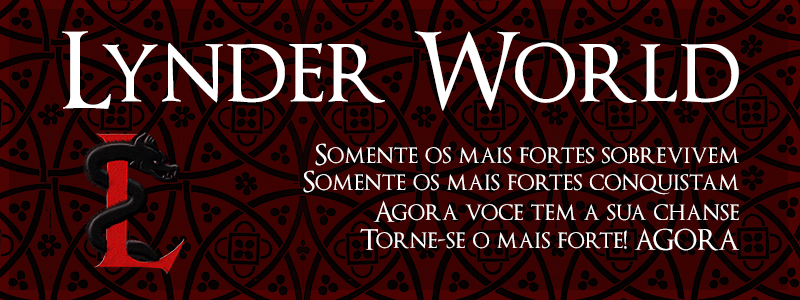 Lynder World
L
Somente os mais fortes sobrevivem
Somente os mais fortes conquistam
Agora voce tem a sua chanse
Torne-se o mais forte! AGORA